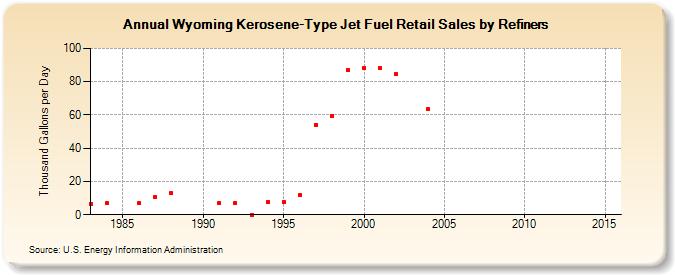 Annual Wyoming Kerosene-Type Jet Fuel Retail Sales by Refiners
Thousand Gallons per Day
100
80
60
40
20
0
1985 1990 1995 2000 2005 2010 2015
Source: U.S. Energy Information Administration